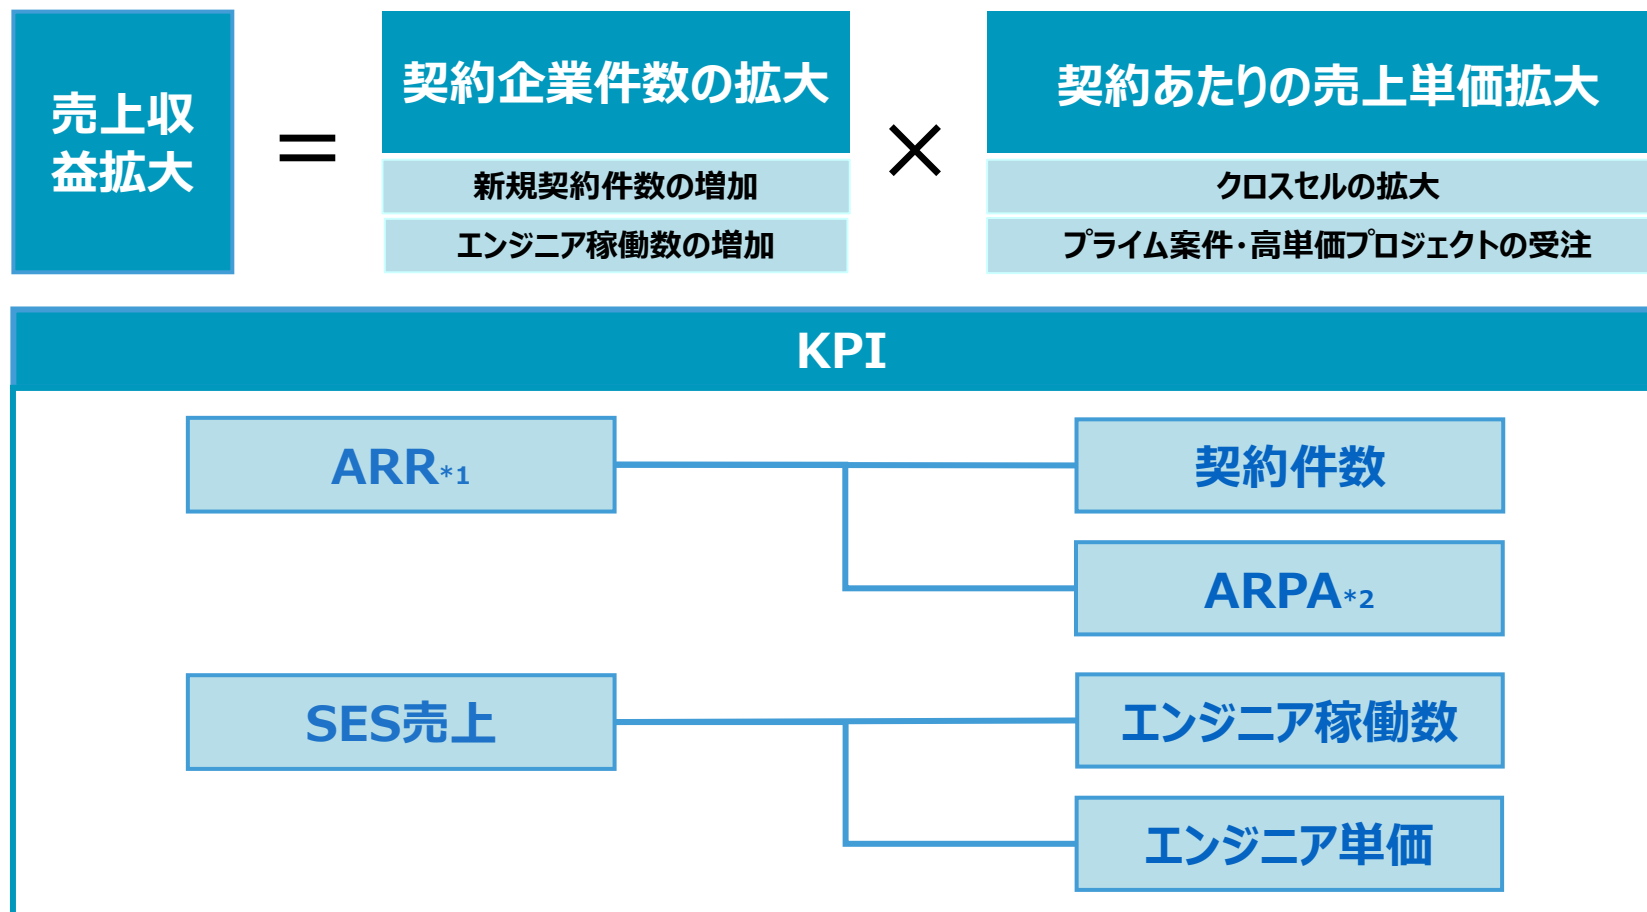 売上収
益拡大
＝
契約企業件数の拡大
新規契約件数の増加
エンジニア稼働数の増加
×
契約あたりの売上単価拡大
クロスセルの拡大
プライム案件・高単価プロジェクトの受注
KPI
ARR*1
契約件数
ARPA*2
SES売上
エンジニア稼働数
エンジニア単価